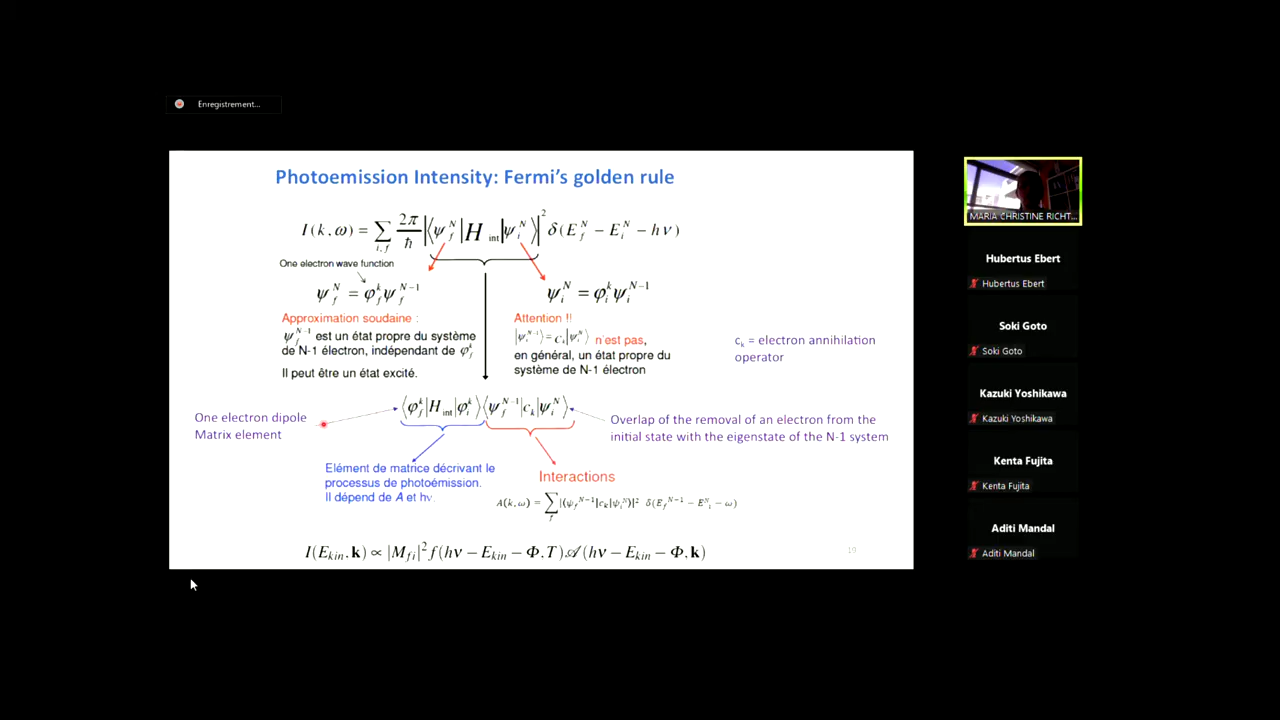 Enregistrement...
Photoemission Intensity: Fermi's golden rule
I(k,ω) = ∑_{i,f} 2π/ħ |⟨ψ_f^N|H_int|ψ_i^N⟩|² δ(E_f^N − E_i^N − hν)
One electron wave function
ψ_f^N = φ_f^k ψ_f^{N-1}
ψ_i^N = φ_i^k ψ_i^{N-1}
Approximation soudaine :
ψ_f^{N-1} est un état propre du système
de N-1 électron, indépendant de φ_f^k
Il peut être un état excité.
Attention !!
|ψ_i^{N-1}⟩ = c_k|ψ_i^N⟩ n'est pas,
en général, un état propre du
système de N-1 électron
c_k = electron annihilation
operator
One electron dipole
Matrix element
⟨φ_f^k|H_int|φ_i^k⟩⟨ψ_f^{N-1}|c_k|ψ_i^N⟩
Overlap of the removal of an electron from the
initial state with the eigenstate of the N-1 system
Elément de matrice décrivant le
processus de photoémission.
Il dépend de A et hν.
Interactions
A(k,ω) = ∑_f |⟨ψ_f^{N-1}|c_k|ψ_i^N⟩|² δ(E_f^{N-1} − E_i^N − ω)
I(E_kin,k) ∝ |M_fi|² f(hν − E_kin − Φ,T)𝒜(hν − E_kin − Φ,k)
19
MARIA CHRISTINE RICHT...
Hubertus Ebert
Hubertus Ebert
Soki Goto
Soki Goto
Kazuki Yoshikawa
Kazuki Yoshikawa
Kenta Fujita
Kenta Fujita
Aditi Mandal
Aditi Mandal